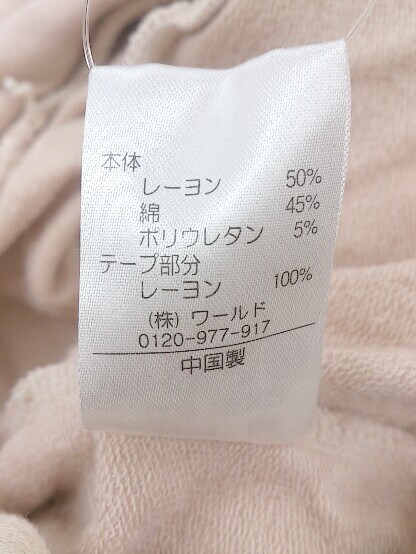 本体
レーヨン 50%
綿 45%
ポリウレタン 5%
テープ部分
レーヨン 100%
(株) ワールド
0120-977-917
中国製